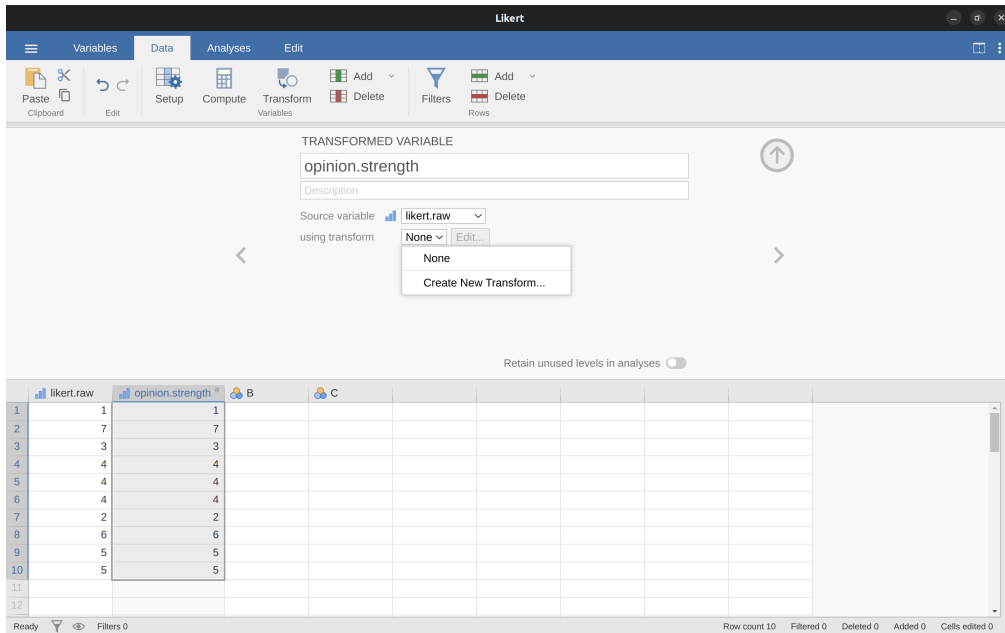 Likert
Variables Data Analyses Edit
Paste Setup Compute Transform Add Delete Filters Add Delete
Clipboard Edit Variables Rows
TRANSFORMED VARIABLE
opinion.strength
Description
Source variable likert.raw
using transform None Edit...
None
Create New Transform...
Retain unused levels in analyses
likert.raw opinion.strength B C
1 1 1
2 7 7
3 3 3
4 4 4
5 4 4
6 4 4
7 2 2
8 6 6
9 5 5
10 5 5
11
12
Ready Filters 0 Row count 10 Filtered 0 Deleted 0 Added 0 Cells edited 0